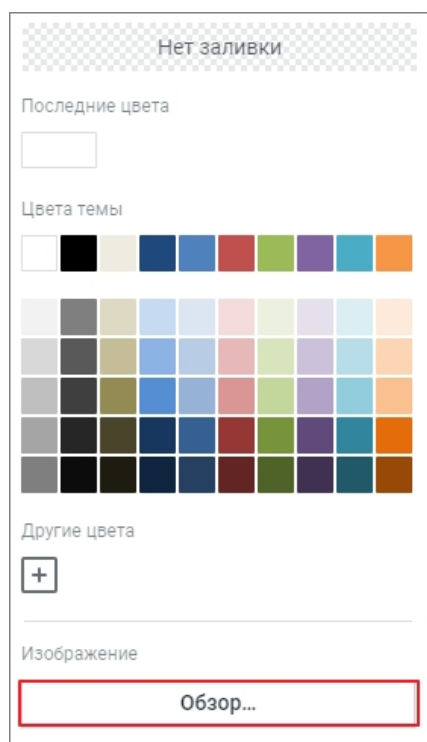 Нет заливки
Последние цвета
Цвета темы
Другие цвета
+
Изображение
Обзор...